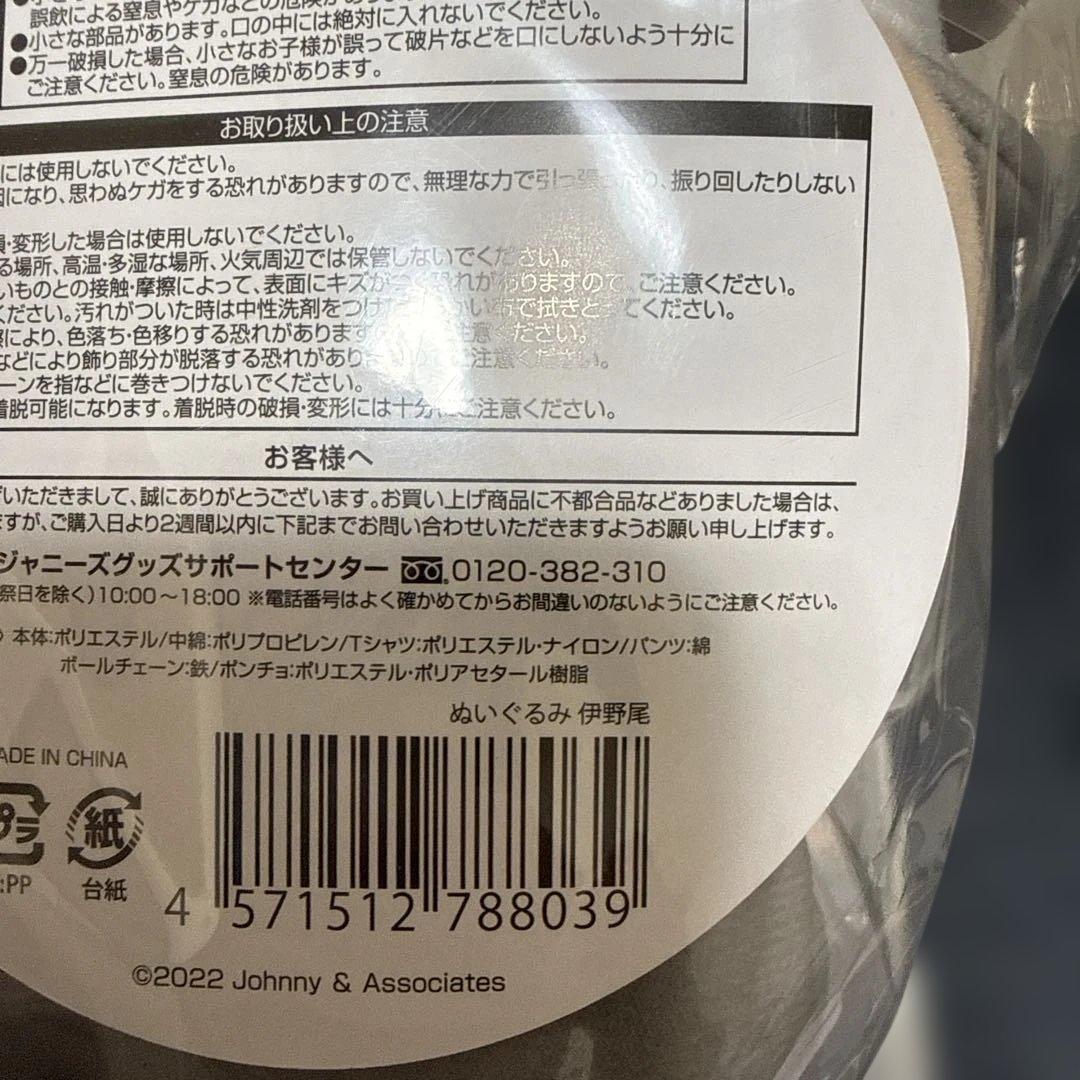 誤飲による窒息やケガなどの危険が
●小さな部品があります。口の中には絶対に入れないでください。
●万一破損した場合、小さなお子様が誤って破片などを口にしないよう十分に
ご注意ください。窒息の危険があります。
お取り扱い上の注意
には使用しないでください。
因になり、思わぬケガをする恐れがありますので、無理な力で引っ張ったり、振り回したりしない
損・変形した場合は使用しないでください。
る場所、高温・多湿な場所、火気周辺では保管しないでください。
いものとの接触・摩擦によって、表面にキズがつく恐れがありますので、ご注意ください。
ください。汚れがついた時は中性洗剤をつけた 布で拭きとってください。
により、色落ち・色移りする恐れがあります 注意ください。
などにより飾り部分が脱落する恐れがあり ご注意ください。
ーンを指などに巻きつけないでください。
着脱可能になります。着脱時の破損・変形には十分にご注意ください。
お客様へ
いただきまして、誠にありがとうございます。お買い上げ商品に不都合品などありました場合は、
ますが、ご購入日より2週間以内に下記までお問い合わせいただきますようお願い申し上げます。
ジャニーズグッズサポートセンター 0120-382-310
祭日を除く)10:00～18:00 ※電話番号はよく確かめてからお間違いのないようにご注意ください。
本体:ポリエステル/中綿:ポリプロピレン/Tシャツ:ポリエステル・ナイロン/パンツ:綿
ボールチェーン:鉄/ポンチョ:ポリエステル・ポリアセタール樹脂
ぬいぐるみ 伊野尾
ADE IN CHINA
プラ
紙
:PP
台紙
4 571512 788039
©2022 Johnny & Associates